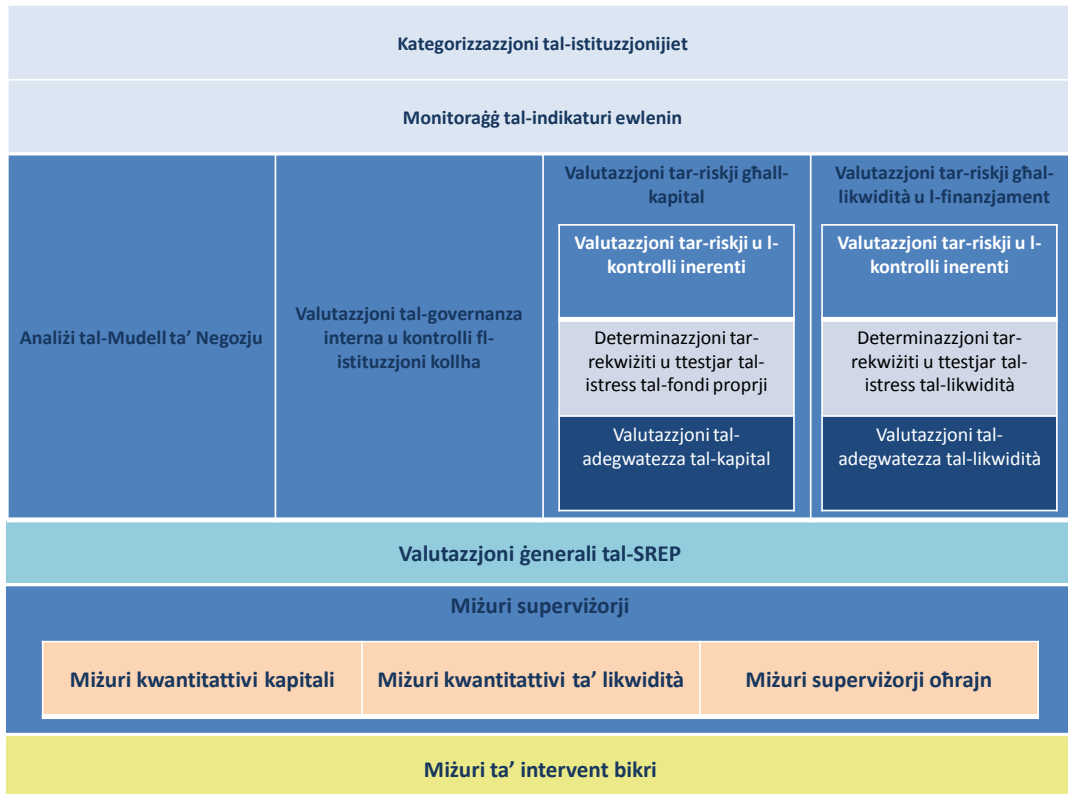 Kategorizzazzjoni tal-istituzzjonijiet
Monitoraġġ tal-indikaturi ewlenin
Analiżi tal-Mudell ta’ Negozju
Valutazzjoni tal-governanza
interna u kontrolli fl-
istituzzjoni kollha
Valutazzjoni tar-riskji għall-
kapital
Valutazzjoni tar-riskji u l-
kontrolli inerenti
Determinazzjoni tar-
rekwiżiti u ttestjar tal-
istress tal-fondi proprji
Valutazzjoni tal-
adegwatezza tal-kapital
Valutazzjoni tar-riskji għal-
likwidità u l-finanzjament
Valutazzjoni tar-riskji u l-
kontrolli inerenti
Determinazzjoni tar-
rekwiżiti u ttestjar tal-
istress tal-likwidità
Valutazzjoni tal-
adegwatezza tal-likwidità
Valutazzjoni ġenerali tal-SREP
Miżuri superviżorji
Miżuri kwantitattivi kapitali
Miżuri kwantitattivi ta’ likwidità
Miżuri superviżorji oħrajn
Miżuri ta’ intervent bikri